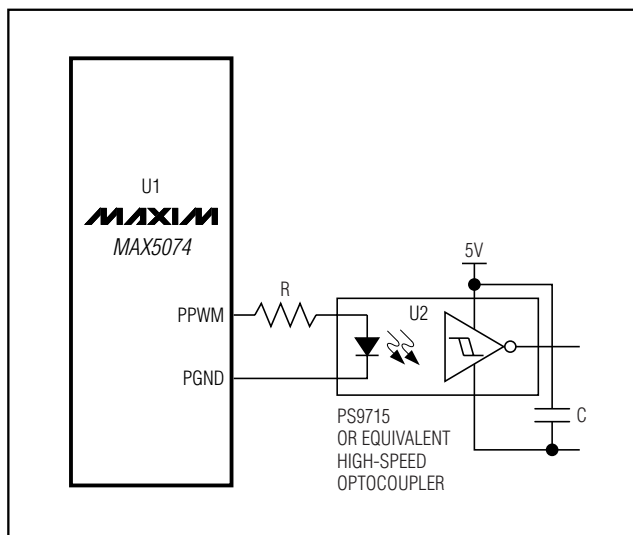 U1
MAXIM
MAX5074
5V
R
U2
PPWM
PGND
C
PS9715
OR EQUIVALENT
HIGH-SPEED
OPTOCOUPLER